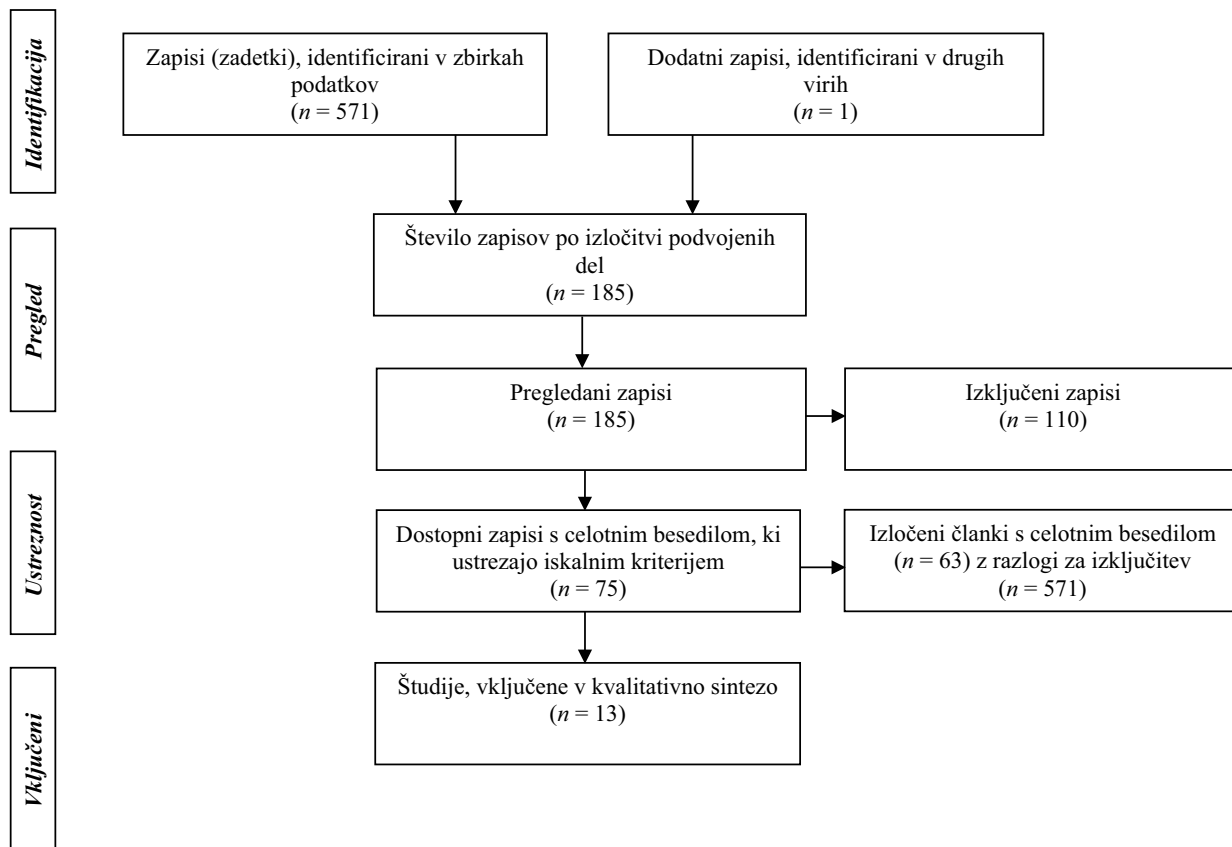 Identifikacija
Zapisi (zadetki), identificirani v zbirkah
podatkov
(n = 571)
Dodatni zapisi, identificirani v drugih
virih
(n = 1)
Pregled
Število zapisov po izločitvi podvojenih
del
(n = 185)
Pregledani zapisi
(n = 185)
Izključeni zapisi
(n = 110)
Ustreznost
Dostopni zapisi s celotnim besedilom, ki
ustrezajo iskalnim kriterijem
(n = 75)
Izločeni članki s celotnim besedilom
(n = 63) z razlogi za izključitev
(n = 571)
Vključeni
Študije, vključene v kvalitativno sintezo
(n = 13)